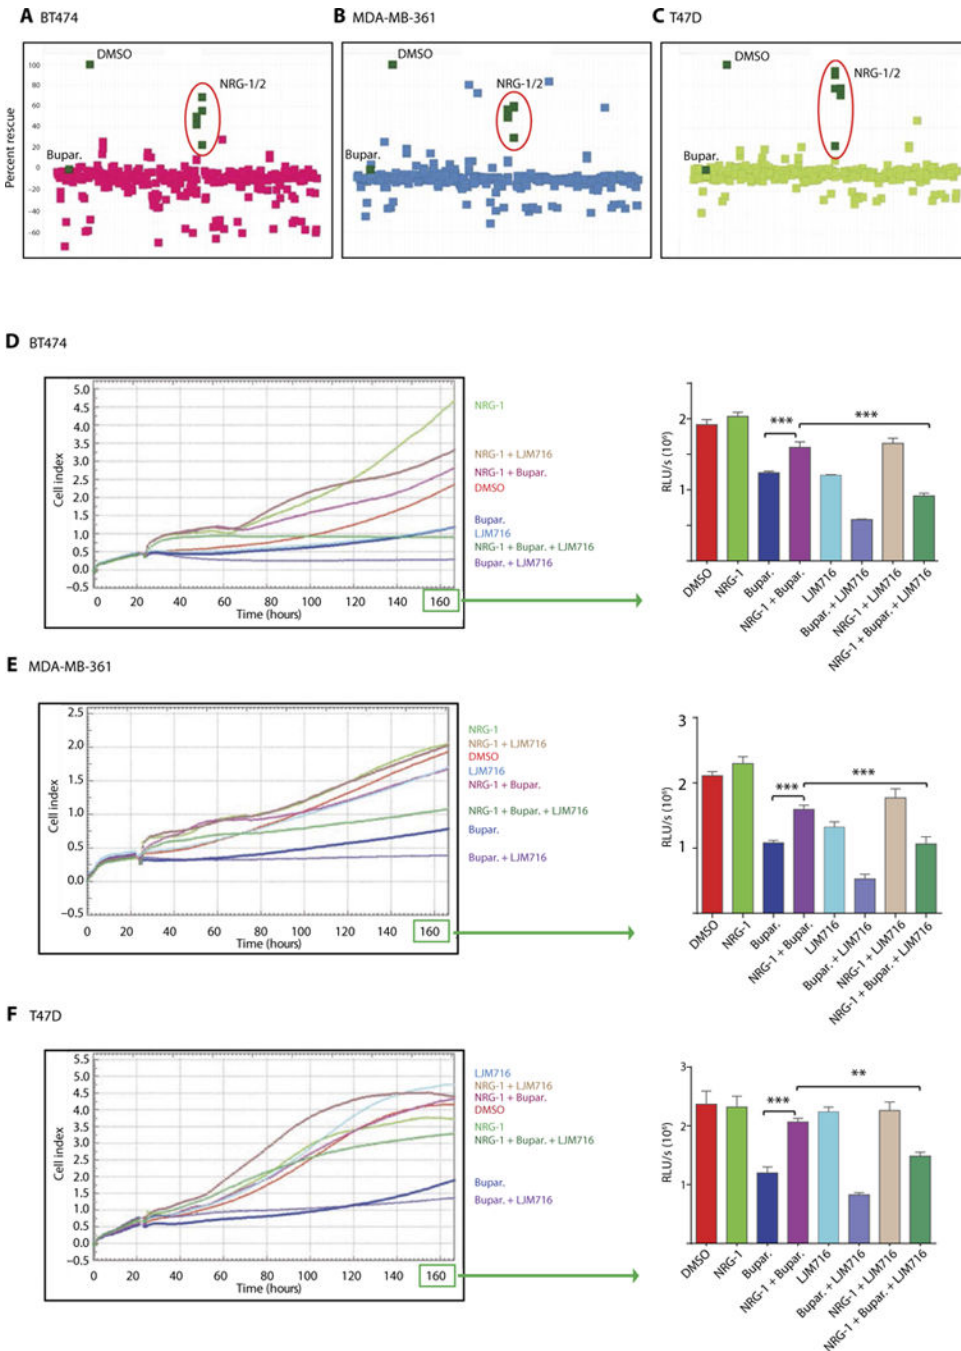 A BT474
B MDA-MB-361
C T47D
Percent rescue
100
80
60
40
20
0
-20
-40
-60
DMSO
NRG-1/2
Bupar.
DMSO
NRG-1/2
Bupar.
DMSO
NRG-1/2
Bupar.
D BT474
Cell index
5.0
4.5
4.0
3.5
3.0
2.5
2.0
1.5
1.0
0.5
0.0
-0.5
0 20 40 60 80 100 120 140 160
Time (hours)
NRG-1
NRG-1 + LJM716
NRG-1 + Bupar.
DMSO
Bupar.
LJM716
NRG-1 + Bupar. + LJM716
Bupar. + LJM716
RLU/s (10⁶)
2
1
*** ***
DMSO
NRG-1
Bupar.
NRG-1 + Bupar.
LJM716
Bupar. + LJM716
NRG-1 + LJM716
NRG-1 + Bupar. + LJM716
E MDA-MB-361
Cell index
2.5
2.0
1.5
1.0
0.5
0.0
-0.5
0 20 40 60 80 100 120 140 160
Time (hours)
NRG-1
NRG-1 + LJM716
DMSO
LJM716
NRG-1 + Bupar.
NRG-1 + Bupar. + LJM716
Bupar.
Bupar. + LJM716
RLU/s (10⁶)
3
2
1
*** ***
DMSO
NRG-1
Bupar.
NRG-1 + Bupar.
LJM716
Bupar. + LJM716
NRG-1 + LJM716
NRG-1 + Bupar. + LJM716
F T47D
Cell index
5.5
5.0
4.5
4.0
3.5
3.0
2.5
2.0
1.5
1.0
0.5
0.0
-0.5
0 20 40 60 80 100 120 140 160
Time (hours)
LJM716
NRG-1 + LJM716
NRG-1 + Bupar.
DMSO
NRG-1
NRG-1 + Bupar. + LJM716
Bupar.
Bupar. + LJM716
RLU/s (10⁶)
3
2
1
*** **
DMSO
NRG-1
Bupar.
NRG-1 + Bupar.
LJM716
Bupar. + LJM716
NRG-1 + LJM716
NRG-1 + Bupar. + LJM716